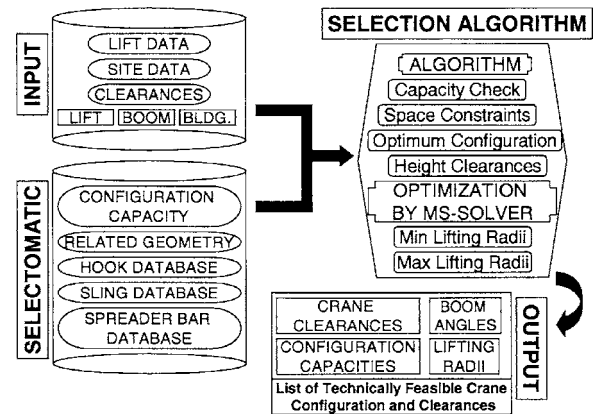 INPUT
LIFT DATA
SITE DATA
CLEARANCES
LIFT BOOM BLDG.
SELECTOMATIC
CONFIGURATION
CAPACITY
RELATED GEOMETRY
HOOK DATABASE
SLING DATABASE
SPREADER BAR
DATABASE
SELECTION ALGORITHM
ALGORITHM
Capacity Check
Space Constraints
Optimum Configuration
Height Clearances
OPTIMIZATION
BY MS-SOLVER
Min Lifting Radii
Max Lifting Radii
OUTPUT
CRANE
CLEARANCES
BOOM
ANGLES
CONFIGURATION
CAPACITIES
LIFTING
RADII
List of Technically Feasible Crane
Configuration and Clearances